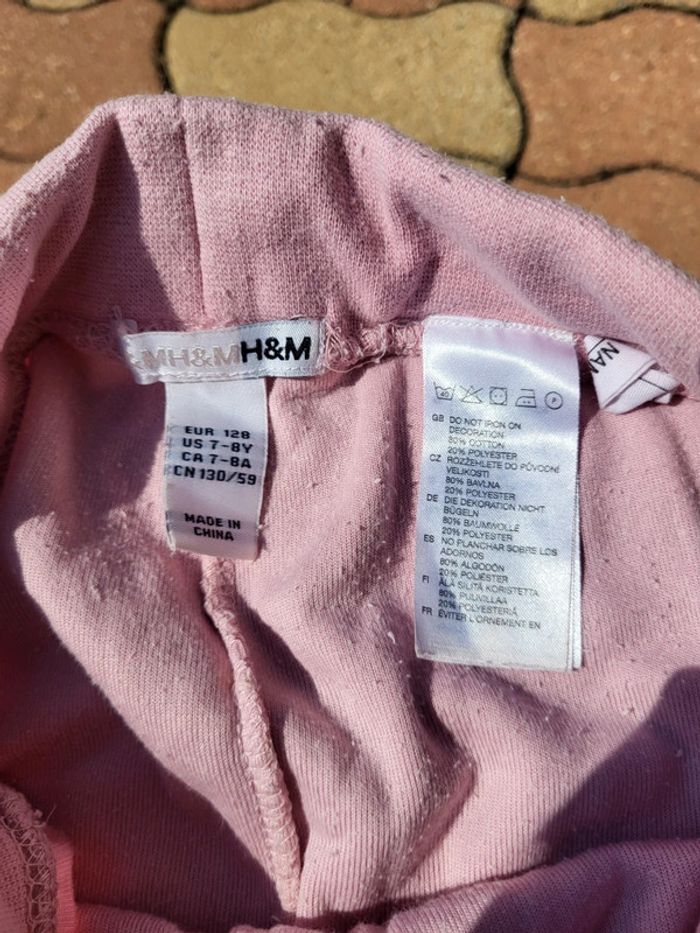 MH&MH&M
EUR 128
US 7-8Y
CA 7-8A
CN 130/59
MADE IN
CHINA
NAM
40
P
GB DO NOT IRON ON
DECORATION
80% COTTON
20% POLYESTER
CZ ROZŽEHLETE DO PŮVODNÍ
VELIKOSTI
80% BAVLNA
20% POLYESTER
DE DIE DEKORATION NICHT
BÜGELN
80% BAUMWOLLE
20% POLYESTER
ES NO PLANCHAR SOBRE LOS
ADORNOS
80% ALGODÓN
20% POLIÉSTER
FI ÄLÄ SILITÄ KORISTETTA
80% PUUVILLAA
20% POLYESTERIÄ
FR ÉVITER L'ORNEMENT EN